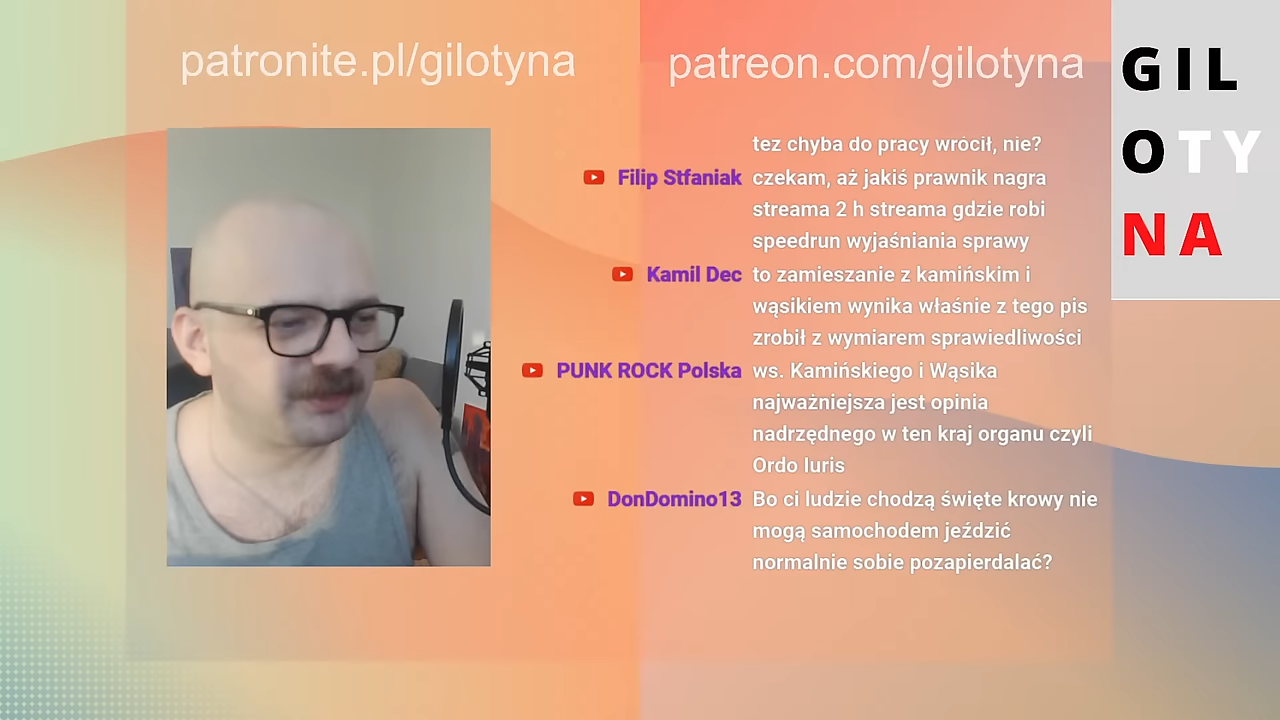 patronite.pl/gilotyna
patreon.com/gilotyna
GIL
OTY
NA
tez chyba do pracy wrócił, nie?
Filip Stfaniak czekam, aż jakiś prawnik nagra
streama 2 h streama gdzie robi
speedrun wyjaśniania sprawy
Kamil Dec to zamieszanie z kamińskim i
wąsikiem wynika właśnie z tego pis
zrobił z wymiarem sprawiedliwości
PUNK ROCK Polska ws. Kamińskiego i Wąsika
najważniejsza jest opinia
nadrzędnego w ten kraj organu czyli
Ordo Iuris
DonDomino13 Bo ci ludzie chodzą święte krowy nie
mogą samochodem jeździć
normalnie sobie pozapierdalać?